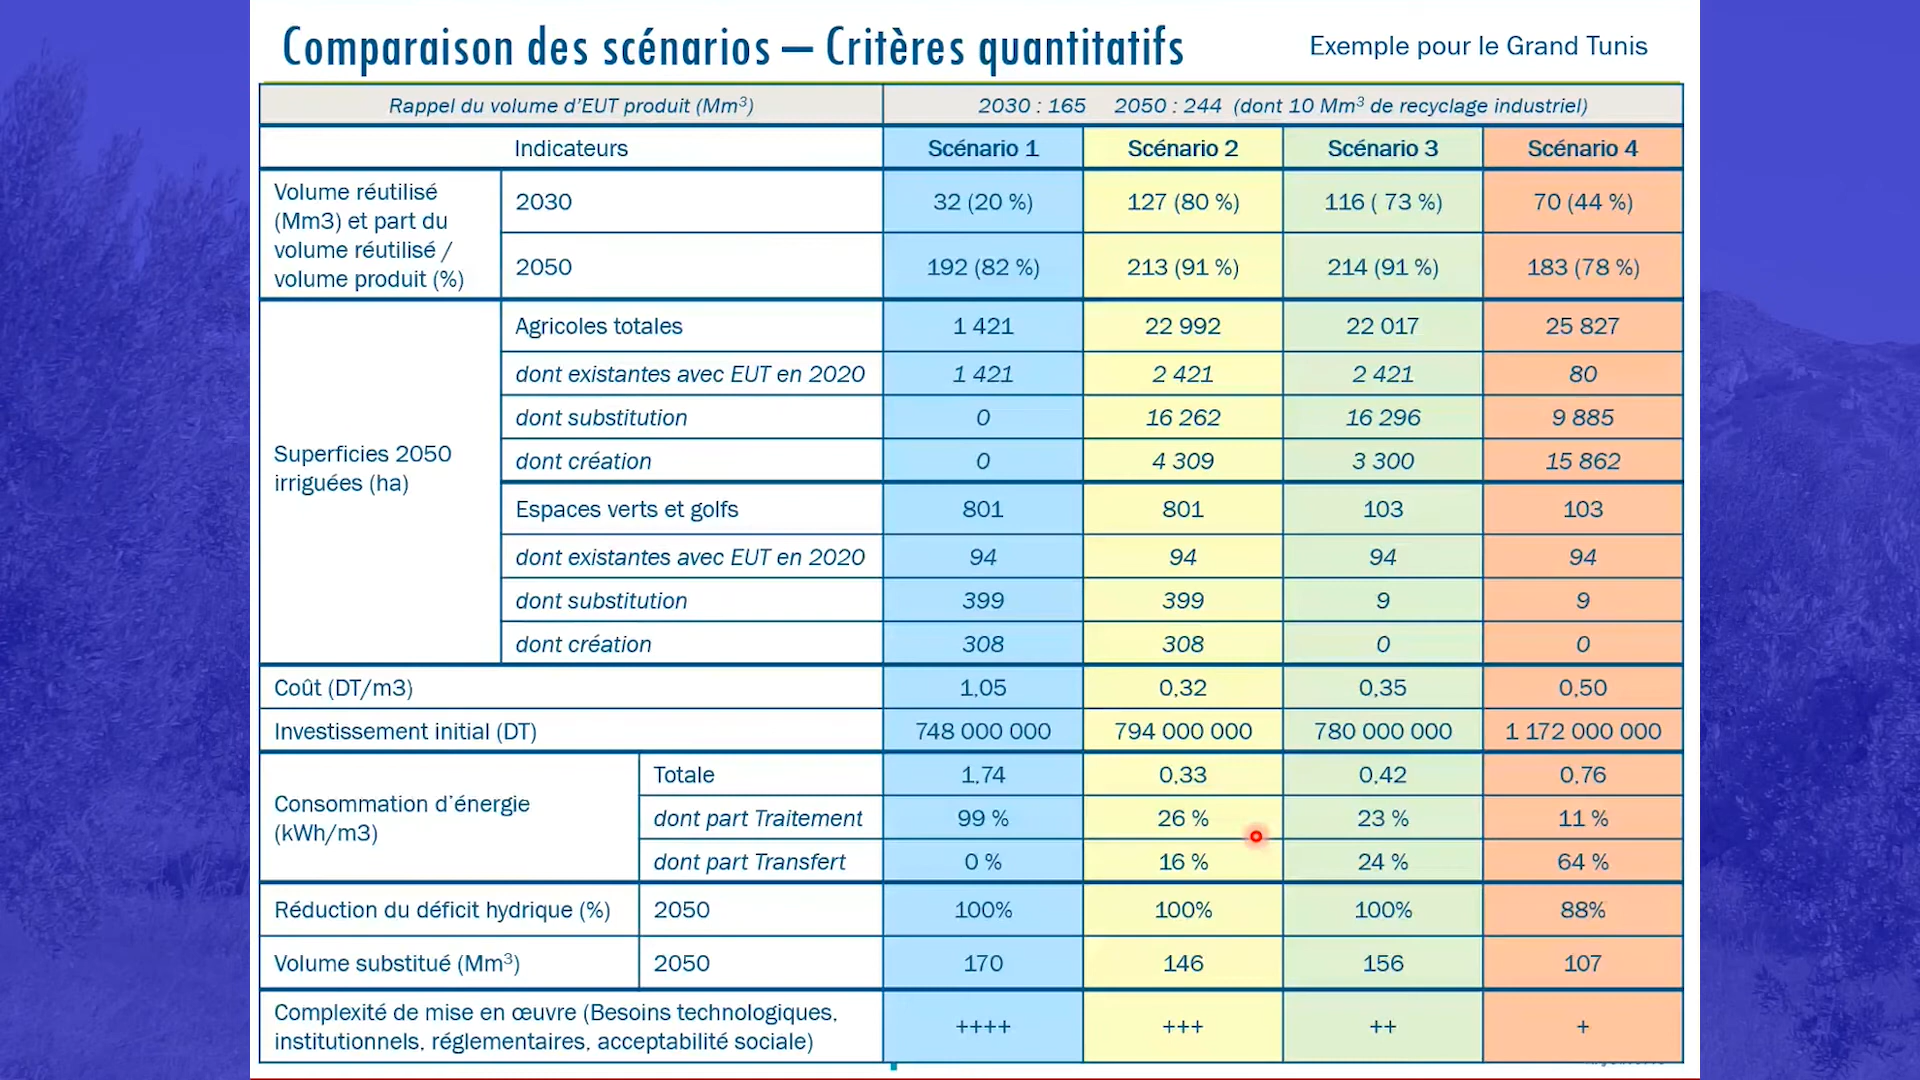 Comparaison des scénarios – Critères quantitatifs
Exemple pour le Grand Tunis
Rappel du volume d'EUT produit (Mm³)
2030 : 165 2050 : 244 (dont 10 Mm³ de recyclage industriel)
Indicateurs
Scénario 1
Scénario 2
Scénario 3
Scénario 4
Volume réutilisé
(Mm3) et part du
volume réutilisé /
volume produit (%)
2030
32 (20 %)
127 (80 %)
116 ( 73 %)
70 (44 %)
2050
192 (82 %)
213 (91 %)
214 (91 %)
183 (78 %)
Superficies 2050
irriguées (ha)
Agricoles totales
1 421
22 992
22 017
25 827
dont existantes avec EUT en 2020
1 421
2 421
2 421
80
dont substitution
0
16 262
16 296
9 885
dont création
0
4 309
3 300
15 862
Espaces verts et golfs
801
801
103
103
dont existantes avec EUT en 2020
94
94
94
94
dont substitution
399
399
9
9
dont création
308
308
0
0
Coût (DT/m3)
1,05
0,32
0,35
0,50
Investissement initial (DT)
748 000 000
794 000 000
780 000 000
1 172 000 000
Consommation d'énergie
(kWh/m3)
Totale
1,74
0,33
0,42
0,76
dont part Traitement
99 %
26 %
23 %
11 %
dont part Transfert
0 %
16 %
24 %
64 %
Réduction du déficit hydrique (%)
2050
100%
100%
100%
88%
Volume substitué (Mm³)
2050
170
146
156
107
Complexité de mise en œuvre (Besoins technologiques,
institutionnels, réglementaires, acceptabilité sociale)
++++
+++
++
+